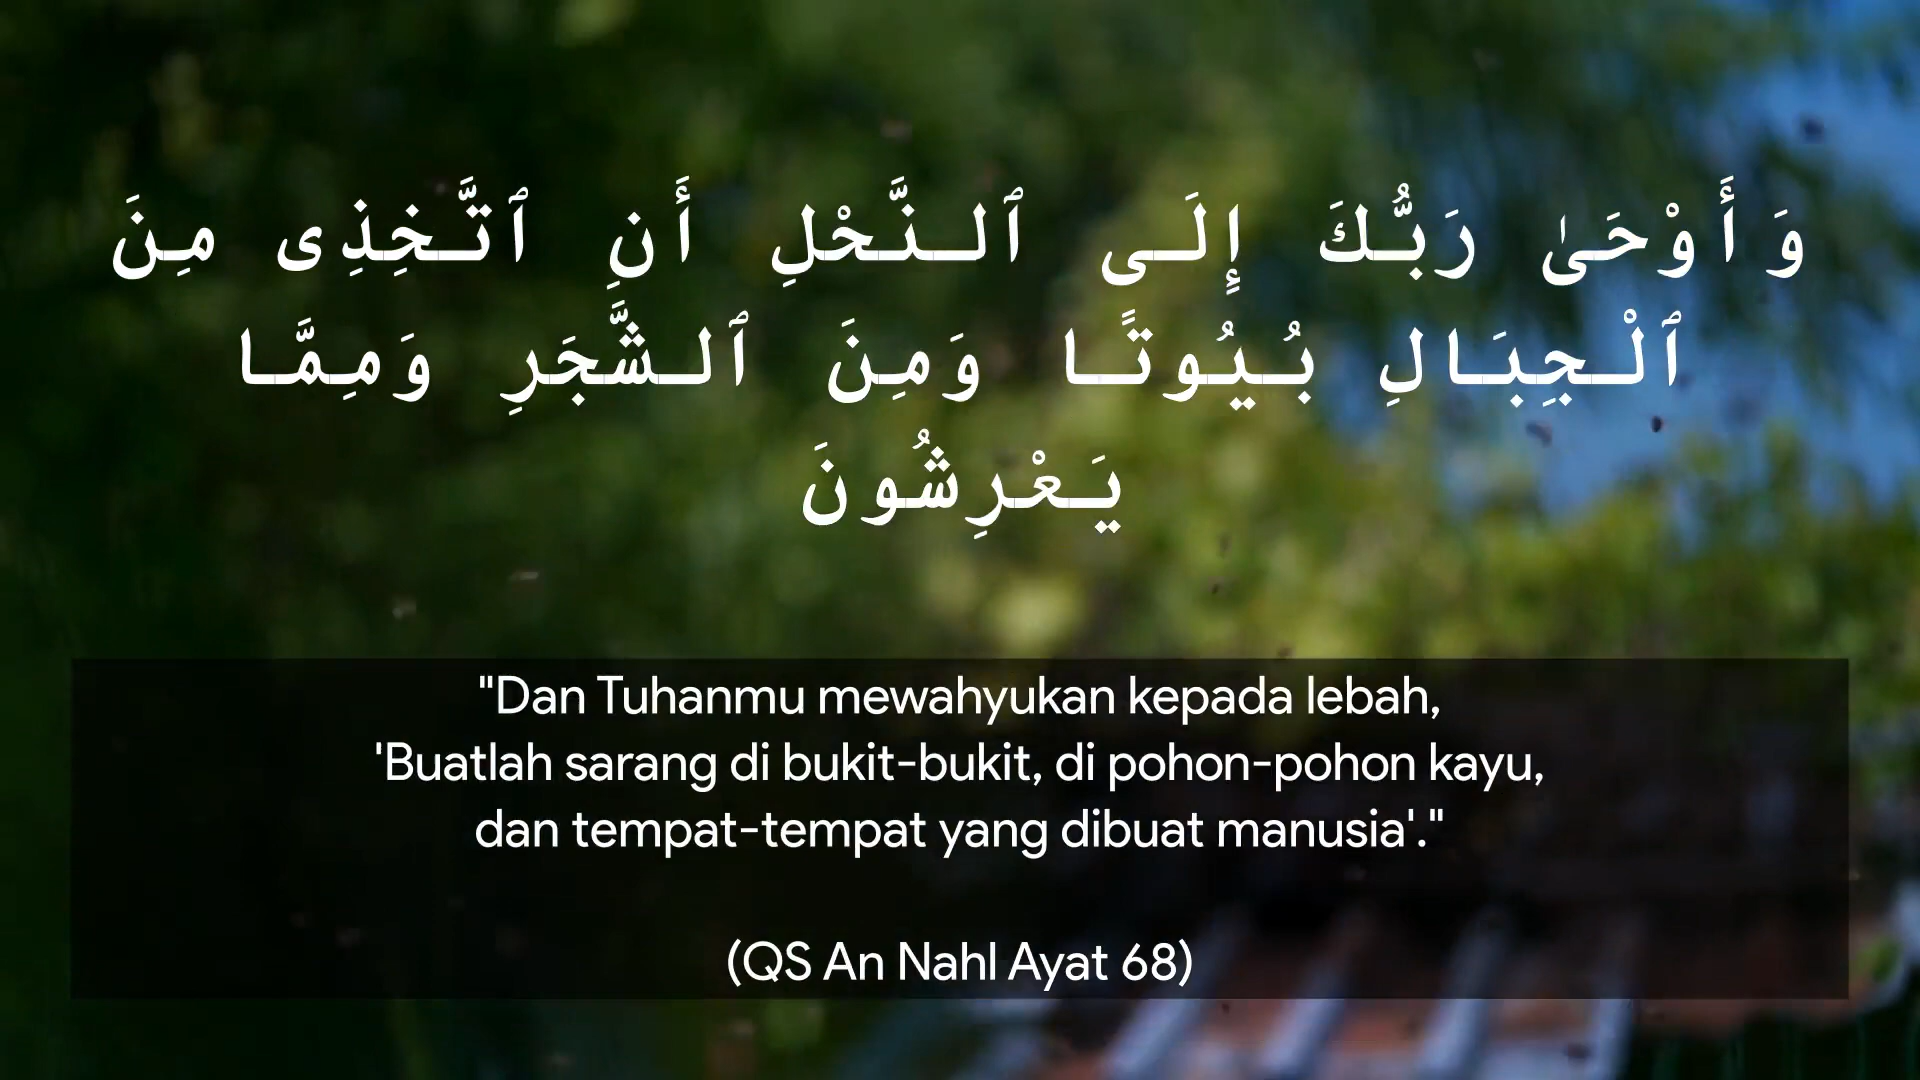 وَأَوْحَىٰ رَبُّكَ إِلَى ٱلنَّحْلِ أَنِ ٱتَّخِذِى مِنَ
ٱلْجِبَالِ بُيُوتًا وَمِنَ ٱلشَّجَرِ وَمِمَّا
يَعْرِشُونَ
"Dan Tuhanmu mewahyukan kepada lebah,
'Buatlah sarang di bukit-bukit, di pohon-pohon kayu,
dan tempat-tempat yang dibuat manusia'."
(QS An Nahl Ayat 68)